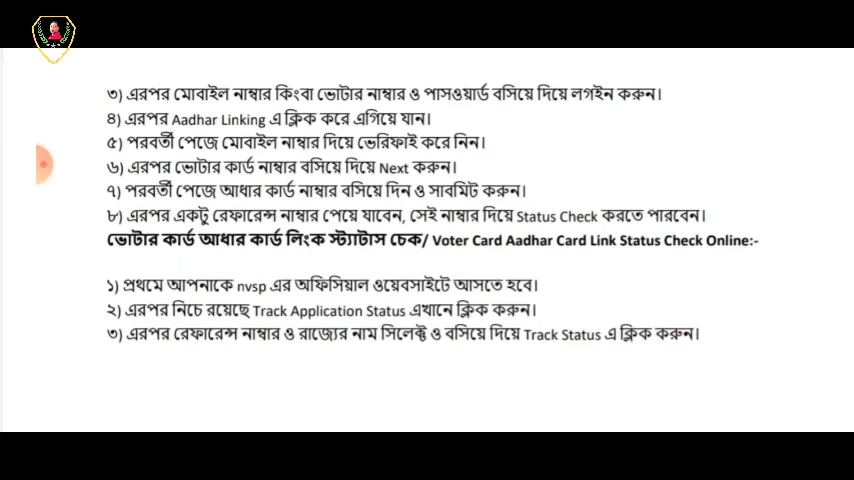 ৩) এরপর মোবাইল নাম্বার কিংবা ভোটার নাম্বার ও পাসওয়ার্ড বসিয়ে দিয়ে লগইন করুন।
৪) এরপর Aadhar Linking এ ক্লিক করে এগিয়ে যান।
৫) পরবর্তী পেজে মোবাইল নাম্বার দিয়ে ভেরিফাই করে নিন।
৬) এরপর ভোটার কার্ড নাম্বার বসিয়ে দিয়ে Next করুন।
৭) পরবর্তী পেজে আধার কার্ড নাম্বার বসিয়ে দিন ও সাবমিট করুন।
৮) এরপর একটু রেফারেন্স নাম্বার পেয়ে যাবেন, সেই নাম্বার দিয়ে Status Check করতে পারবেন।
ভোটার কার্ড আধার কার্ড লিংক স্ট্যাটাস চেক/ Voter Card Aadhar Card Link Status Check Online:-
১) প্রথমে আপনাকে nvsp এর অফিসিয়াল ওয়েবসাইটে আসতে হবে।
২) এরপর নিচে রয়েছে Track Application Status এখানে ক্লিক করুন।
৩) এরপর রেফারেন্স নাম্বার ও রাজ্যের নাম সিলেক্ট ও বসিয়ে দিয়ে Track Status এ ক্লিক করুন।